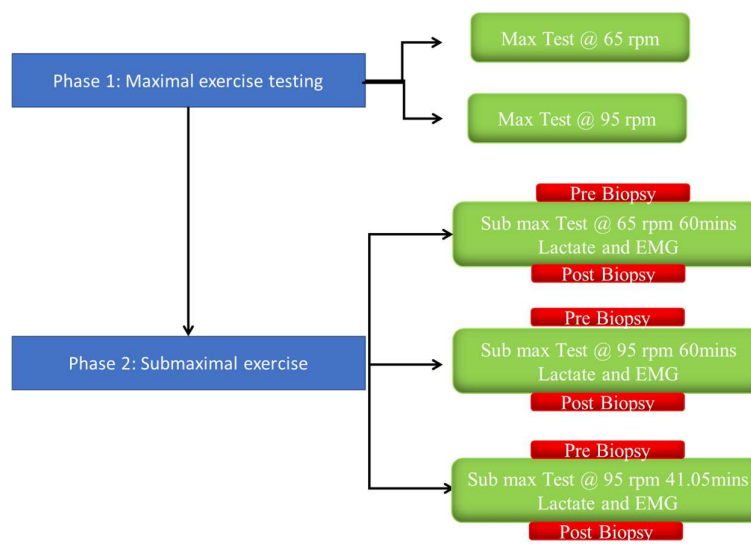 Max Test @ 65 rpm
Phase 1: Maximal exercise testing
Max Test @ 95 rpm
Pre Biopsy
Sub max Test @ 65 rpm 60mins
Lactate and EMG
Post Biopsy
Pre Biopsy
Sub max Test @ 95 rpm 60mins
Phase 2: Submaximal exercise
Lactate and EMG
Post Biopsy
Pre Biopsy
Sub max Test @ 95 rpm 41.05mins
Lactate and EMG
Post Biopsy